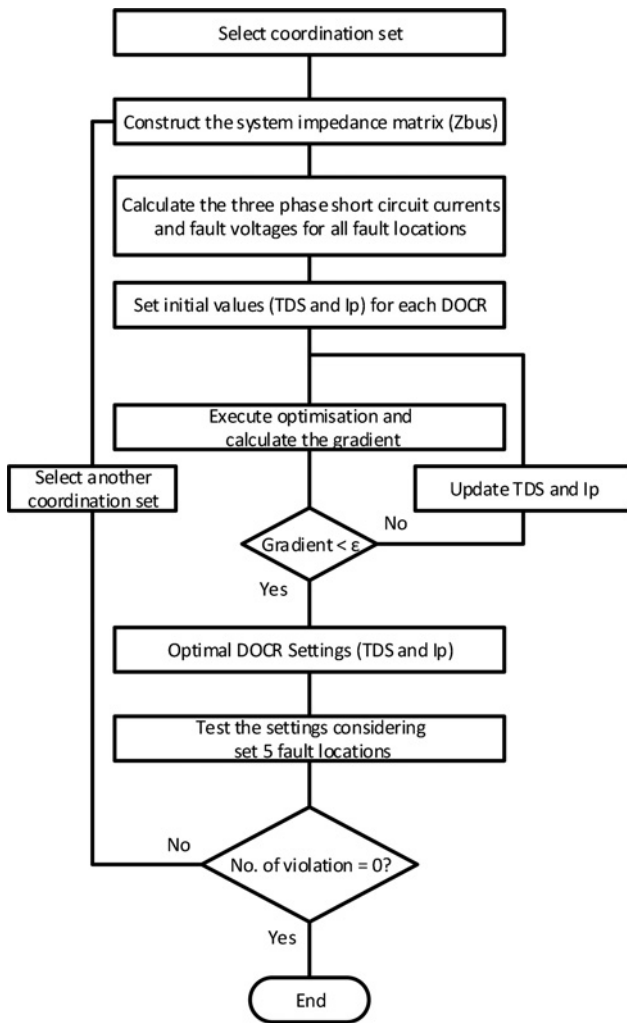 Select coordination set
Construct the system impedance matrix (Zbus)
Calculate the three phase short circuit currents
and fault voltages for all fault locations
Set initial values (TDS and Ip) for each DOCR
Execute optimisation and
calculate the gradient
Select another
coordination set
Update TDS and Ip
No
Gradient < ε
Yes
Optimal DOCR Settings (TDS and Ip)
Test the settings considering
set 5 fault locations
No
No. of violation = 0?
Yes
End